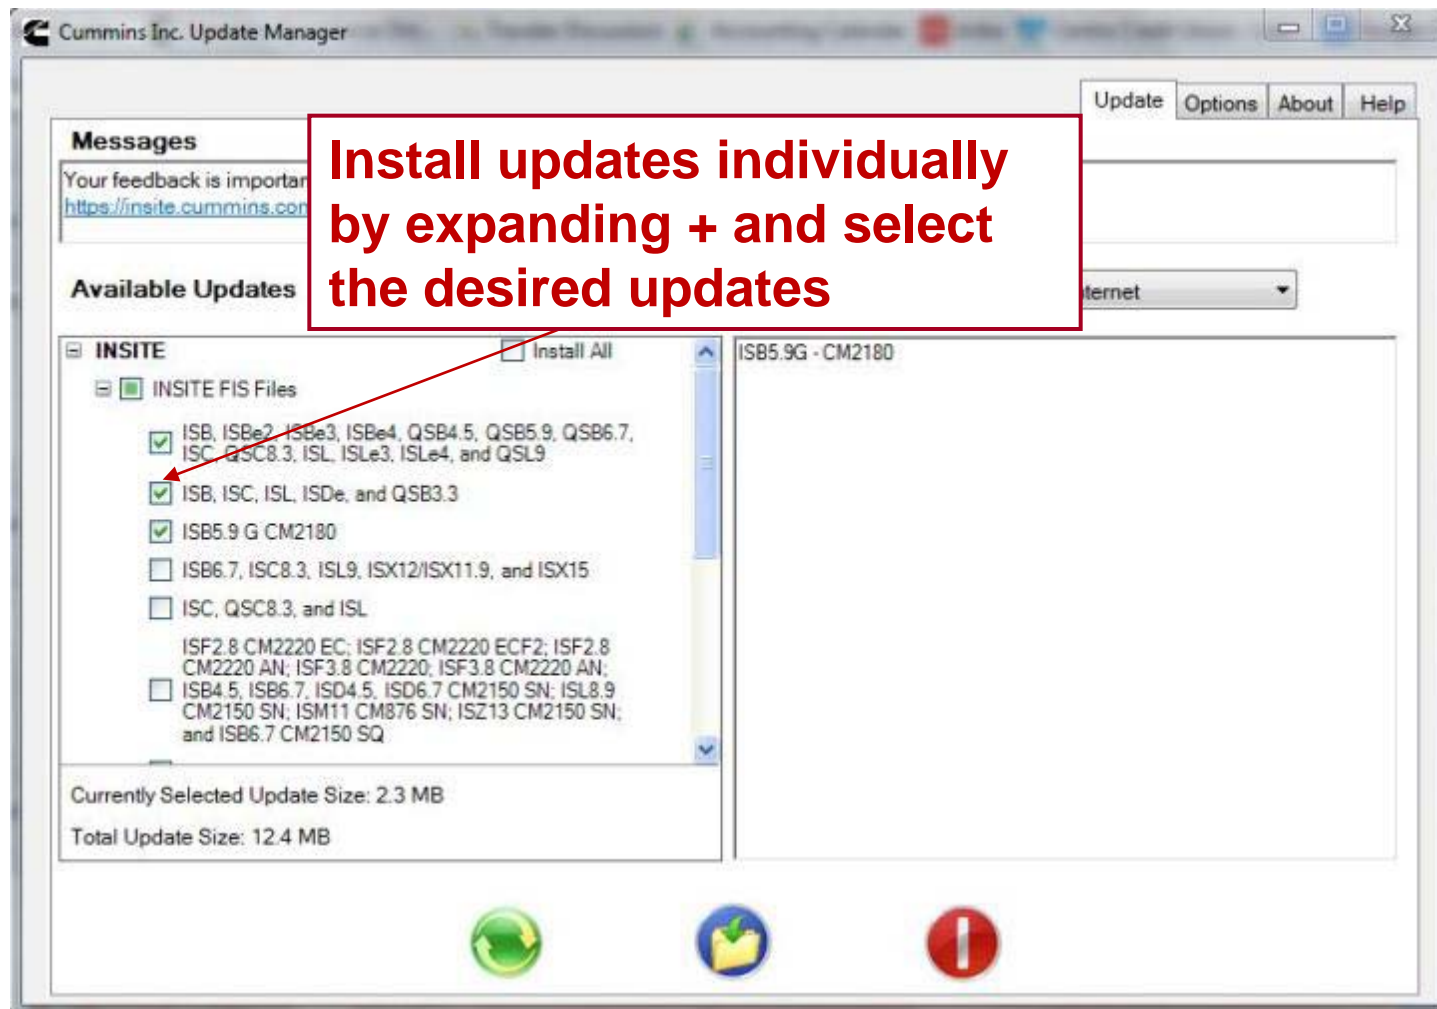 Cummins Inc. Update Manager
Update Options About Help
Messages
Your feedback is importan
https://insite.cummins.com
Install updates individually
by expanding + and select
the desired updates
Available Updates
ternet
INSITE Install All
INSITE FIS Files
ISB, ISBe2, ISBe3, ISBe4, QSB4.5, QSB5.9, QSB6.7,
ISC, QSC8.3, ISL, ISLe3, ISLe4, and QSL9
ISB, ISC, ISL, ISDe, and QSB3.3
ISB5.9 G CM2180
ISB6.7, ISC8.3, ISL9, ISX12/ISX11.9, and ISX15
ISC, QSC8.3, and ISL
ISF2.8 CM2220 EC; ISF2.8 CM2220 ECF2; ISF2.8
CM2220 AN; ISF3.8 CM2220; ISF3.8 CM2220 AN;
ISB4.5, ISB6.7, ISD4.5, ISD6.7 CM2150 SN; ISL8.9
CM2150 SN; ISM11 CM876 SN; ISZ13 CM2150 SN;
and ISB6.7 CM2150 SQ
Currently Selected Update Size: 2.3 MB
Total Update Size: 12.4 MB
ISB5.9G - CM2180